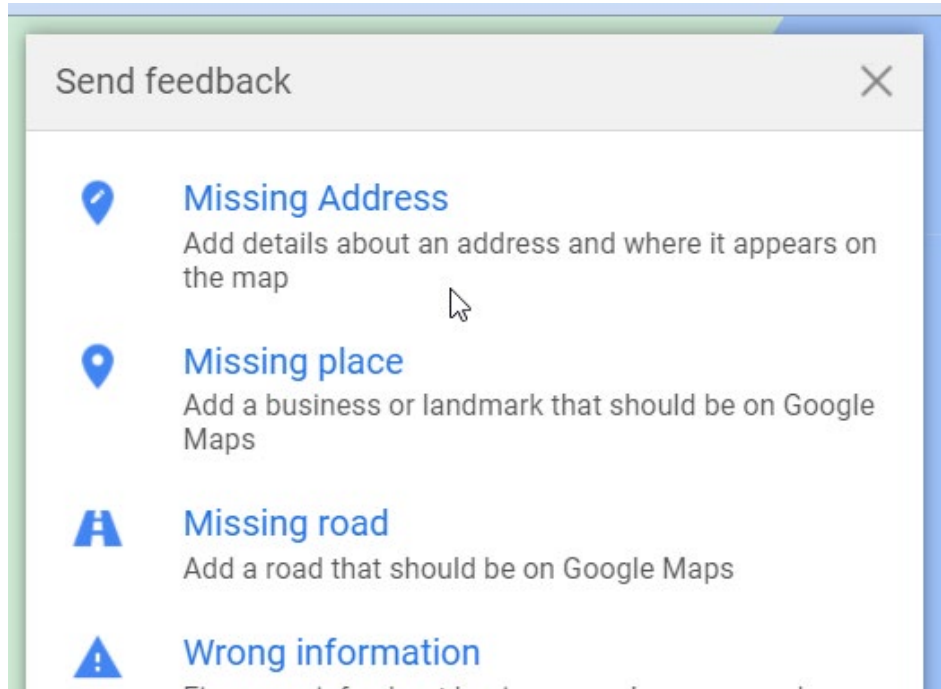 Send feedback
Missing Address
Add details about an address and where it appears on
the map
Missing place
Add a business or landmark that should be on Google
Maps
Missing road
Add a road that should be on Google Maps
Wrong information